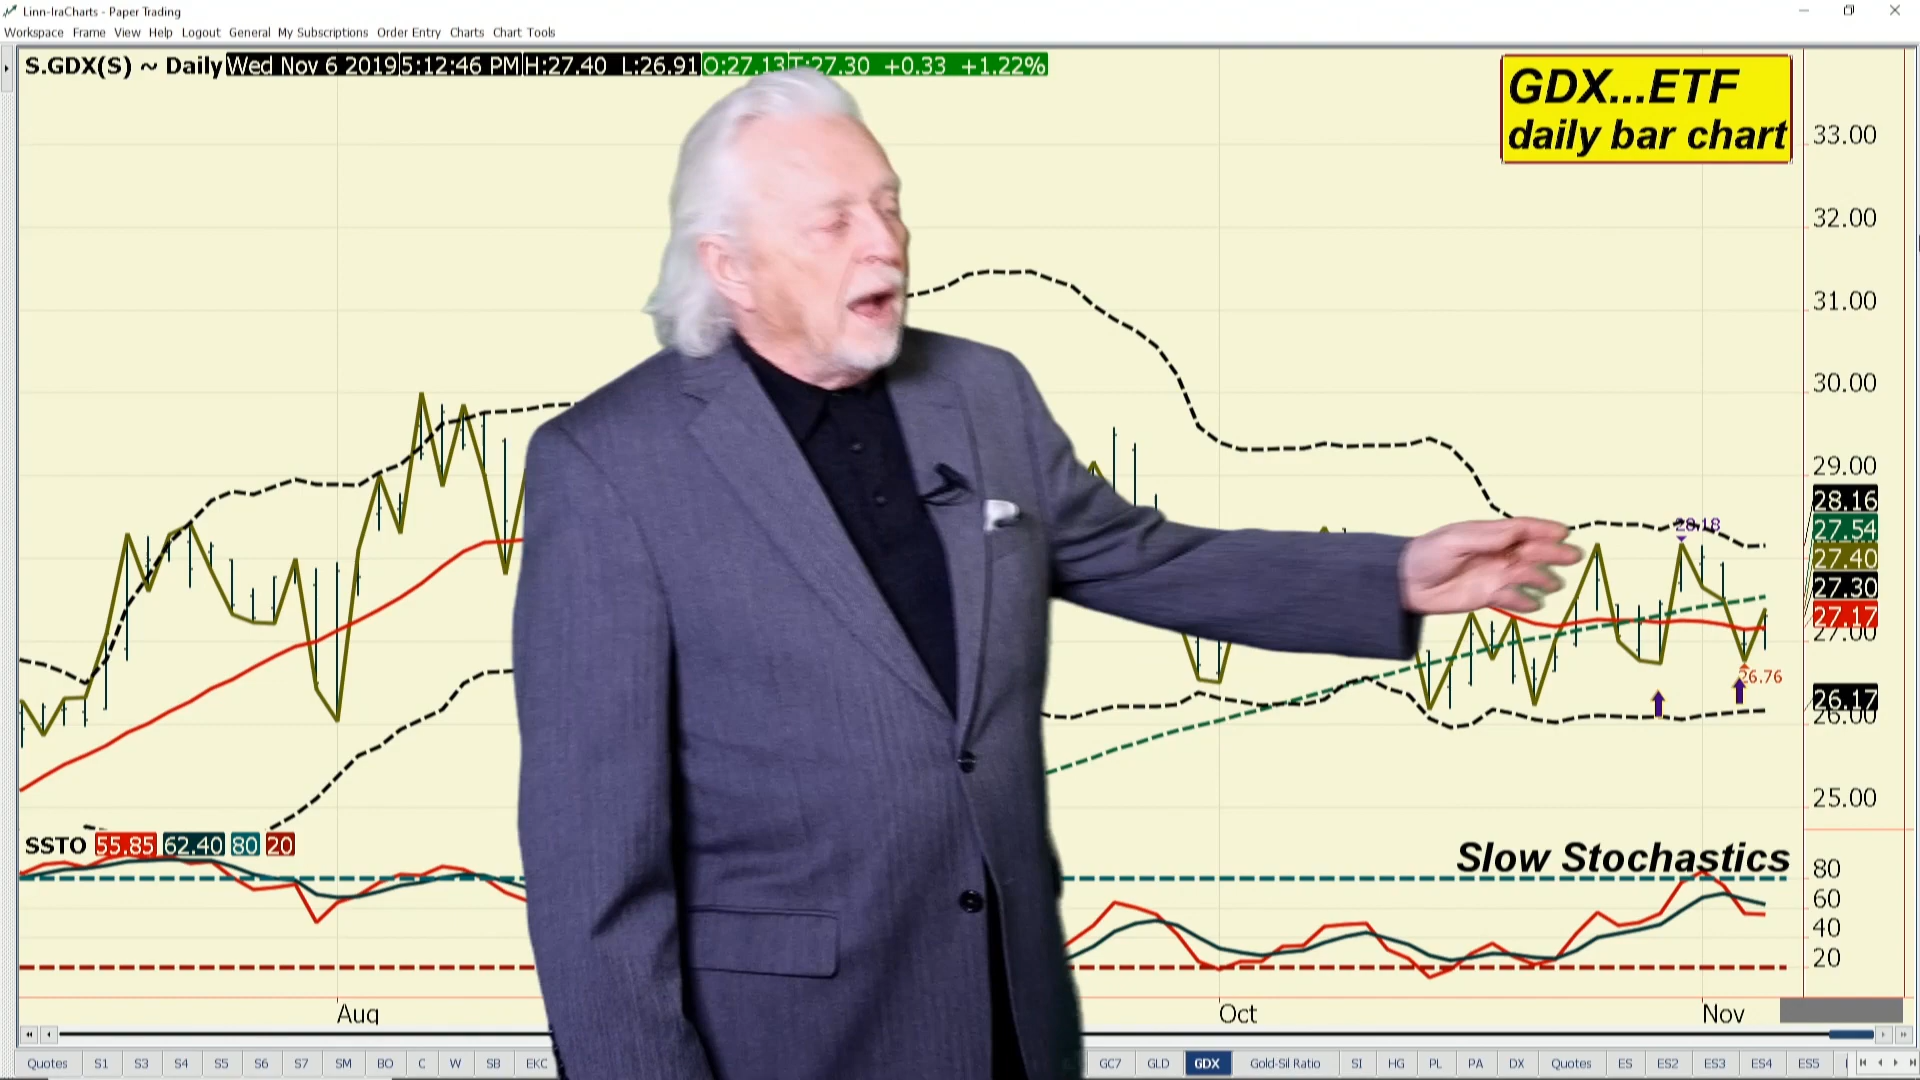 Linn-IraCharts - Paper Trading
Workspace Frame View Help Logout General My Subscriptions Order Entry Charts Chart Tools
S.GDX(S) ~ Daily Wed Nov 6 2019 5:12:46 PM H:27.40 L:26.91 O:27.13 T:27.30 +0.33 +1.22%
GDX...ETF
daily bar chart
33.00
32.00
31.00
30.00
29.00
28.16
28.18
27.54
27.40
27.30
27.17
27.00
26.76
26.17
26.00
25.00
SSTO 55.85 62.40 80 20
Slow Stochastics
80
60
40
20
Aug Oct Nov
Quotes S1 S3 S4 S5 S6 S7 SM BO C W SB EKC GC7 GLD GDX Gold-Sil Ratio SI HG PL PA DX Quotes ES ES2 ES3 ES4 ES5